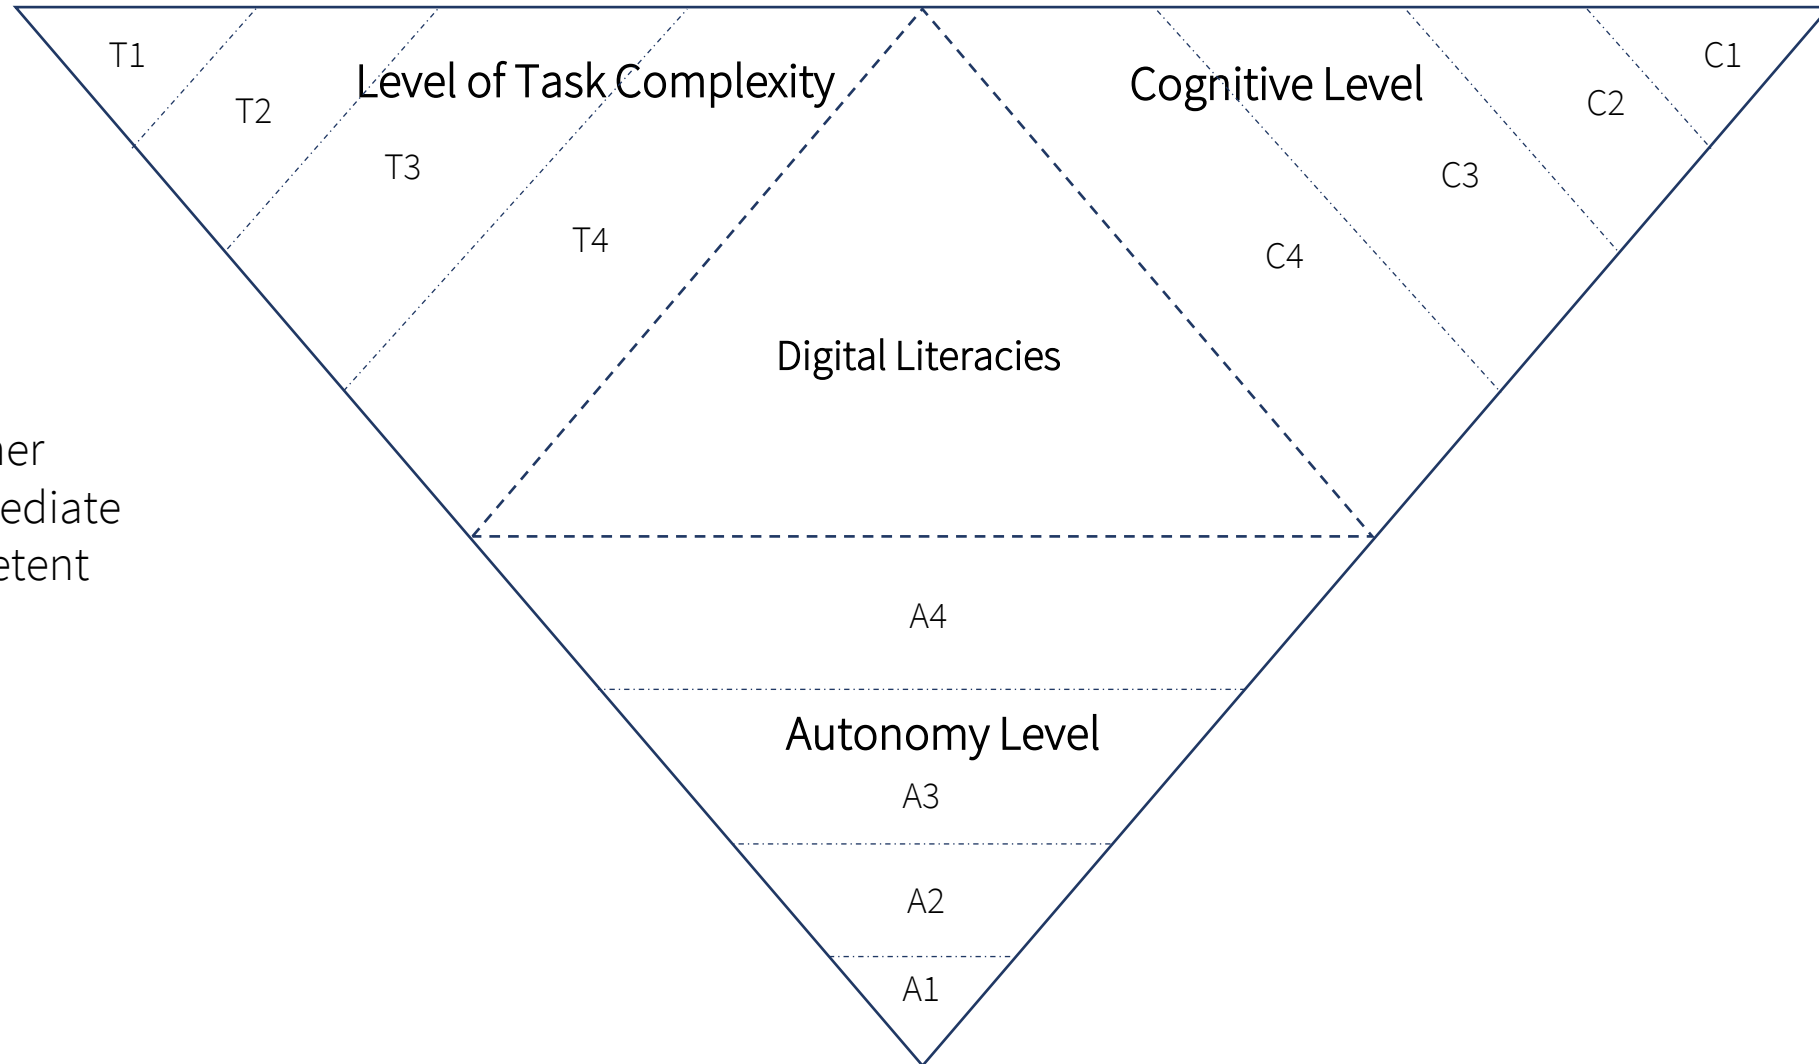 T1
Level of Task Complexity
Cognitive Level
C1
T2
C2
T3
C3
T4
C4
Digital Literacies
A4
Autonomy Level
A3
A2
A1